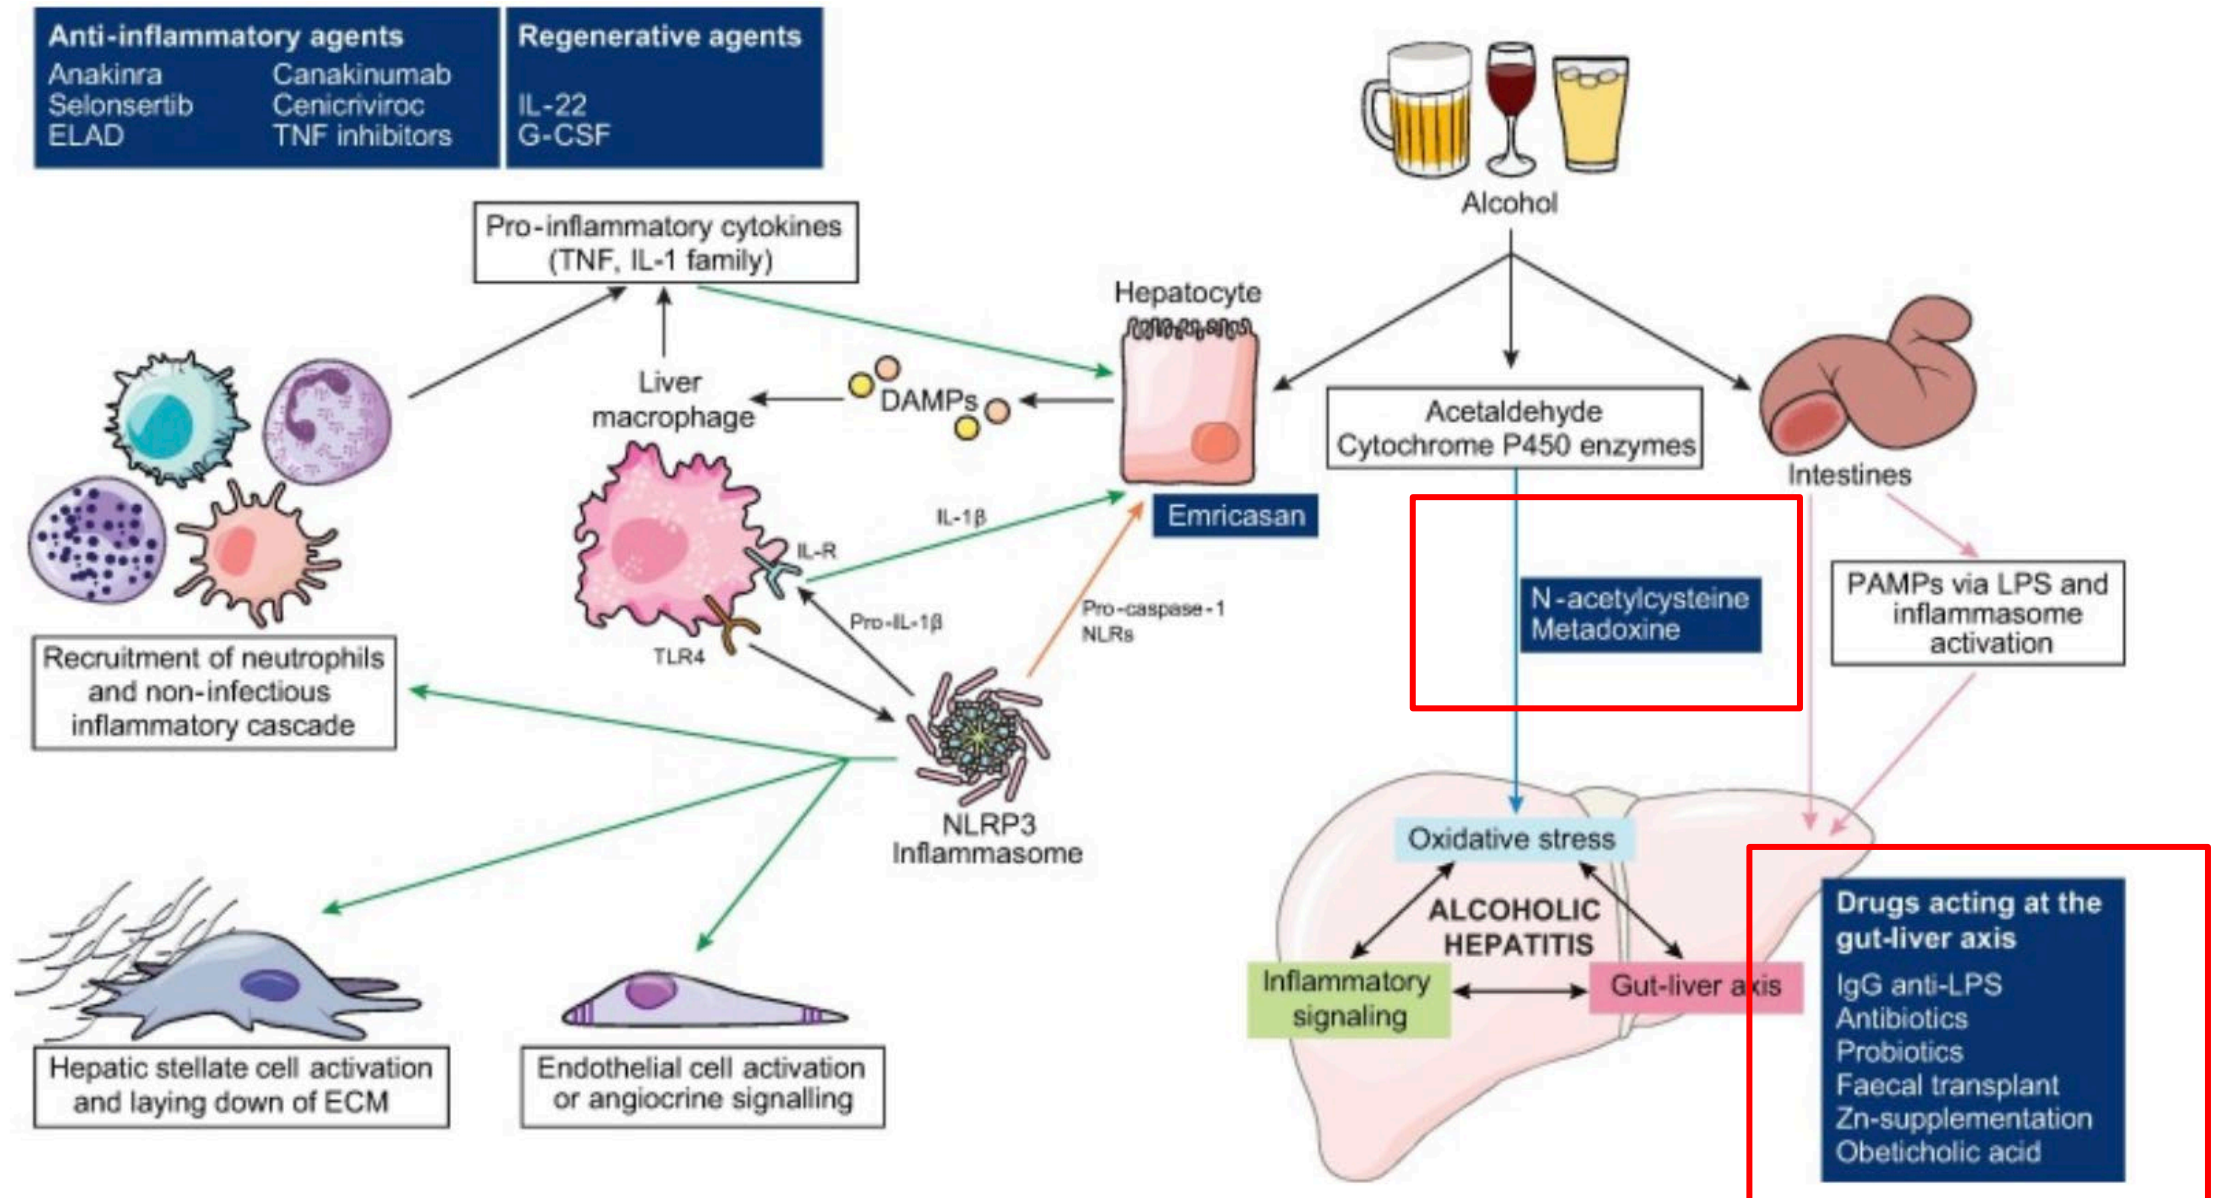 Anti-inflammatory agents
Anakinra Canakinumab
Selonsertib Cenicriviroc
ELAD TNF inhibitors
Regenerative agents
IL-22
G-CSF
Alcohol
Pro-inflammatory cytokines
(TNF, IL-1 family)
Hepatocyte
Liver
macrophage
DAMPs
Acetaldehyde
Cytochrome P450 enzymes
Intestines
Emricasan
IL-1β
IL-R
Pro-IL-1β
Pro-caspase-1
NLRs
TLR4
N-acetylcysteine
Metadoxine
PAMPs via LPS and
inflammasome
activation
Recruitment of neutrophils
and non-infectious
inflammatory cascade
NLRP3
Inflammasome
Oxidative stress
ALCOHOLIC
HEPATITIS
Inflammatory
signaling
Gut-liver axis
Drugs acting at the
gut-liver axis
IgG anti-LPS
Antibiotics
Probiotics
Faecal transplant
Zn-supplementation
Obeticholic acid
Hepatic stellate cell activation
and laying down of ECM
Endothelial cell activation
or angiocrine signalling